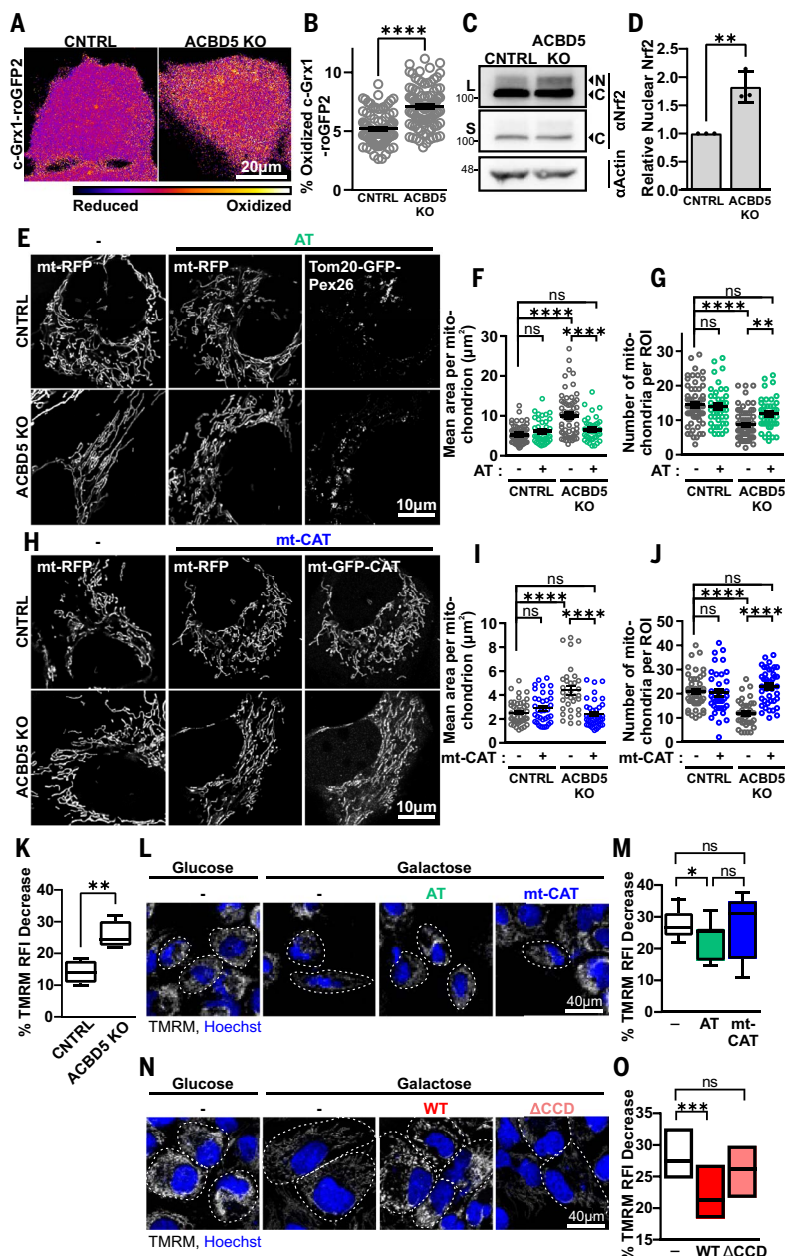 A
CNTRL
ACBD5 KO
c-Grx1-roGFP2
20μm
Reduced
Oxidized
B
****
% Oxidized c-Grx1
-roGFP2
10
5
0
CNTRL
ACBD5
KO
C
CNTRL
ACBD5
KO
L
100
N
C
S
100
C
αNrf2
48
αActin
D
Relative Nuclear Nrf2
**
2.5
2.0
1.5
1.0
0.5
0.0
CNTRL
ACBD5
KO
E
-
AT
mt-RFP
mt-RFP
Tom20-GFP-
Pex26
CNTRL
ACBD5 KO
10μm
F
Mean area per mito-
chondrion (μm²)
ns
****
ns
****
30
20
10
0
AT :
-
+
-
+
CNTRL
ACBD5
KO
G
Number of mito-
chondria per ROI
ns
****
ns
**
30
20
10
0
-
+
-
+
CNTRL
ACBD5
KO
H
-
mt-CAT
mt-RFP
mt-RFP
mt-GFP-CAT
CNTRL
ACBD5 KO
10μm
I
Mean area per mito-
chondrion (μm²)
ns
****
ns
****
10
8
6
4
2
0
mt-CAT :
-
+
-
+
CNTRL
ACBD5
KO
J
Number of mito-
chondria per ROI
ns
****
ns
****
50
40
30
20
10
0
mt-CAT :
-
+
-
+
CNTRL
ACBD5
KO
K
% TMRM RFI Decrease
**
40
30
20
10
0
CNTRL
ACBD5 KO
L
Glucose
Galactose
-
-
AT
mt-CAT
40μm
TMRM, Hoechst
M
% TMRM RFI Decrease
ns
*
ns
40
30
20
10
0
–
AT
mt-
CAT
N
Glucose
Galactose
-
-
WT
ΔCCD
40μm
TMRM, Hoechst
O
% TMRM RFI Decrease
ns
***
35
30
25
20
15
–
WT
ΔCCD